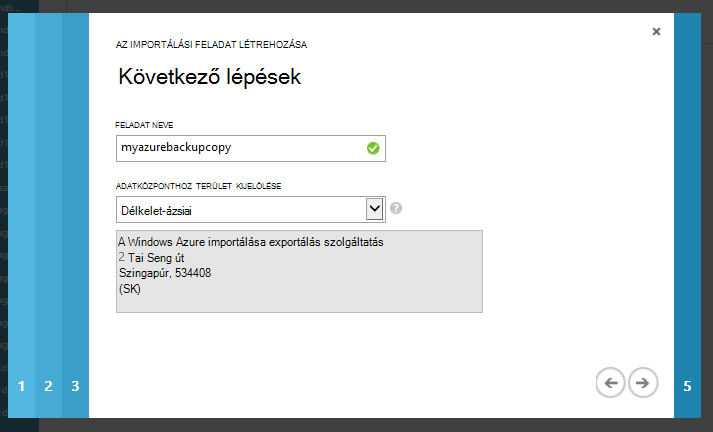 AZ IMPORTÁLÁSI FELADAT LÉTREHOZÁSA
Következő lépések
FELADAT NEVE
myazurebackupcopy
ADATKÖZPONTHOZ TERÜLET KIJELÖLÉSE
Délkelet-ázsiai
?
A Windows Azure importálása exportálás szolgáltatás
2 Tai Seng út
Szingapúr, 534408
(SK)
1 2 3 5